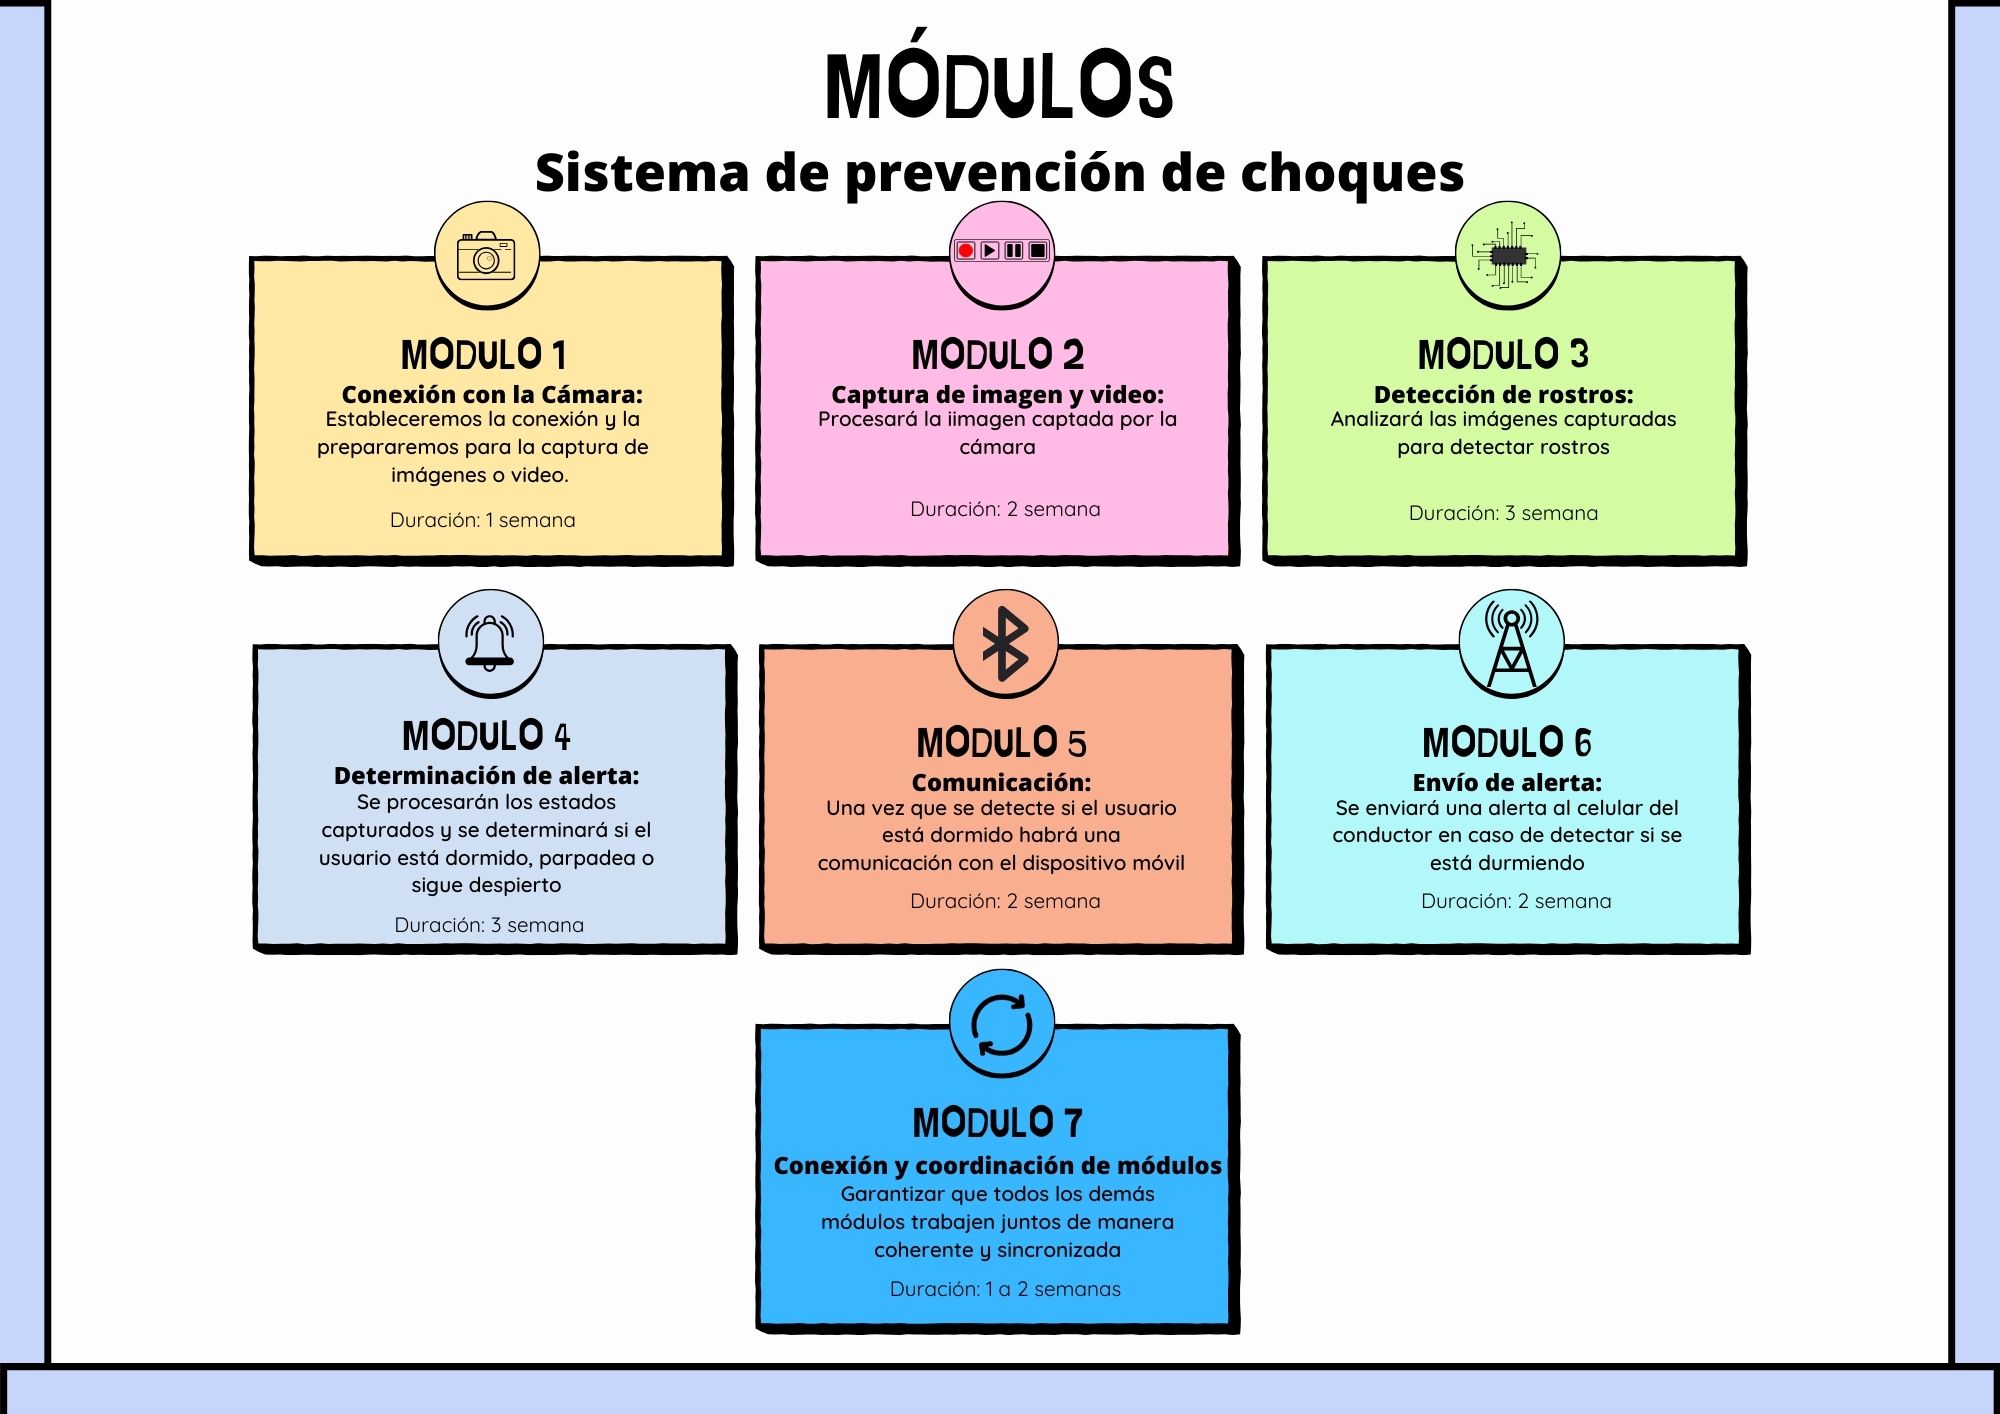 MÓDULOS
Sistema de prevención de choques
MODULO 1
Conexión con la Cámara:
Estableceremos la conexión y la
prepararemos para la captura de
imágenes o video.
Duración: 1 semana
MODULO 2
Captura de imagen y video:
Procesará la iimagen captada por la
cámara
Duración: 2 semana
MODULO 3
Detección de rostros:
Analizará las imágenes capturadas
para detectar rostros
Duración: 3 semana
MODULO 4
Determinación de alerta:
Se procesarán los estados
capturados y se determinará si el
usuario está dormido, parpadea o
sigue despierto
Duración: 3 semana
MODULO 5
Comunicación:
Una vez que se detecte si el usuario
está dormido habrá una
comunicación con el dispositivo móvil
Duración: 2 semana
MODULO 6
Envío de alerta:
Se enviará una alerta al celular del
conductor en caso de detectar si se
está durmiendo
Duración: 2 semana
MODULO 7
Conexión y coordinación de módulos
Garantizar que todos los demás
módulos trabajen juntos de manera
coherente y sincronizada
Duración: 1 a 2 semanas